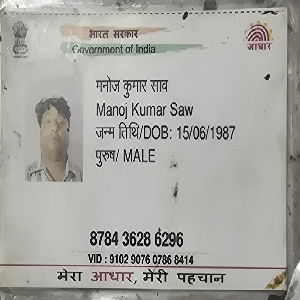 भारत सरकार
Government of India
आधार
मनोज कुमार साव
Manoj Kumar Saw
जन्म तिथि/DOB: 15/06/1987
पुरुष/ MALE
8784 3628 6296
VID : 9102 9076 0786 8414
मेरा आधार, मेरी पहचान